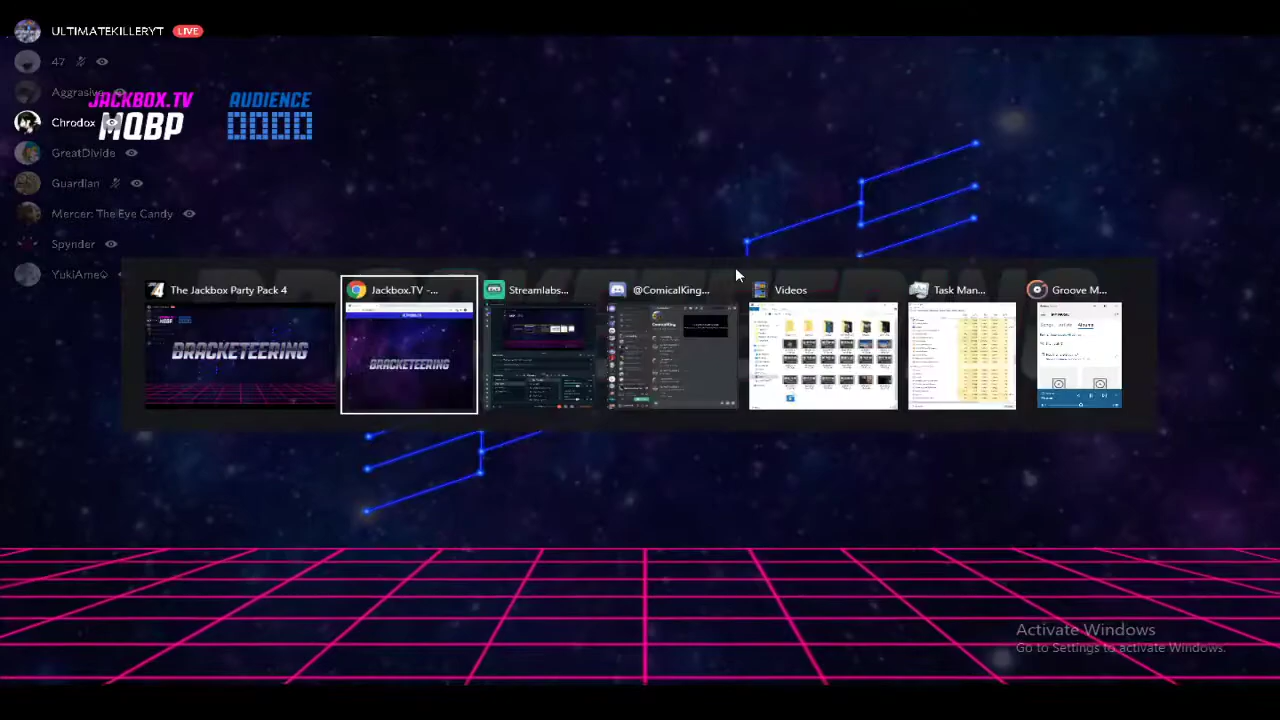 ULTIMATEKILLERYT LIVE
47
Aggrasive
JACKBOX.TV
MQBP
AUDIENCE
0000
Chrodox
GreatDivide
Guardian
Mercer: The Eye Candy
Spynder
YukiAme
The Jackbox Party Pack 4
Jackbox.TV -...
Streamlabs...
@ComicalKing...
Videos
Task Man...
Groove M...
BRACKETEERING
BRACKETEERING
Activate Windows
Go to Settings to activate Windows.